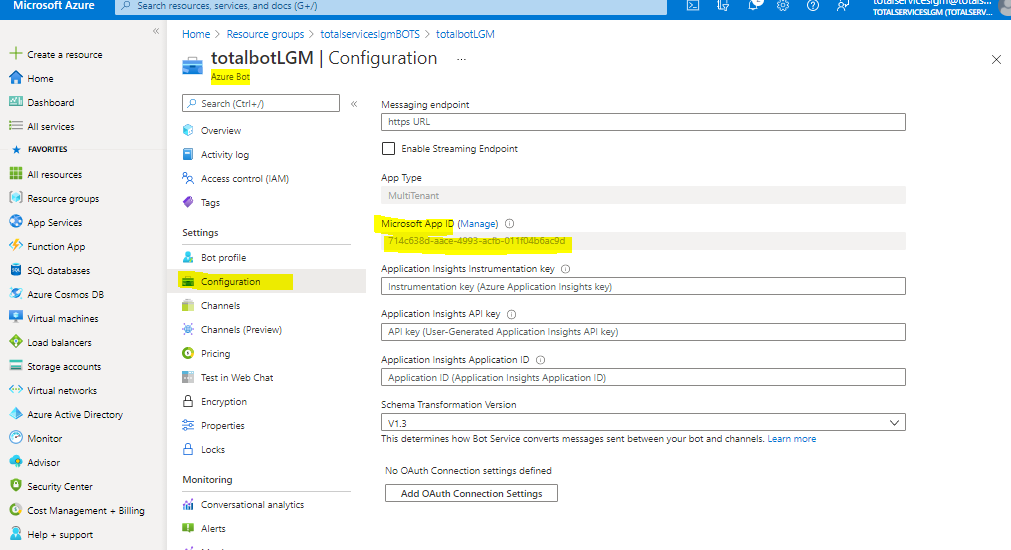 Microsoft Azure
Search resources, services, and docs (G+/)
totalserviceslgm@totals...
TOTALSERVICESLGM (TOTALSERV...
Home > Resource groups > totalserviceslgmBOTS > totalbotLGM
totalbotLGM | Configuration ...
Azure Bot
«
Create a resource
Home
Dashboard
All services
FAVORITES
All resources
Resource groups
App Services
Function App
SQL databases
Azure Cosmos DB
Virtual machines
Load balancers
Storage accounts
Virtual networks
Azure Active Directory
Monitor
Advisor
Security Center
Cost Management + Billing
Help + support
Search (Ctrl+/)
«
Overview
Activity log
Access control (IAM)
Tags
Settings
Bot profile
Configuration
Channels
Channels (Preview)
Pricing
Test in Web Chat
Encryption
Properties
Locks
Monitoring
Conversational analytics
Alerts
Messaging endpoint
https URL
Enable Streaming Endpoint
App Type
MultiTenant
Microsoft App ID (Manage)
714c638d-aace-4993-acfb-011f04b6ac9d
Application Insights Instrumentation key
Instrumentation key (Azure Application Insights key)
Application Insights API key
API key (User-Generated Application Insights API key)
Application Insights Application ID
Application ID (Application Insights Application ID)
Schema Transformation Version
V1.3
This determines how Bot Service converts messages sent between your bot and channels. Learn more
No OAuth Connection settings defined
Add OAuth Connection Settings